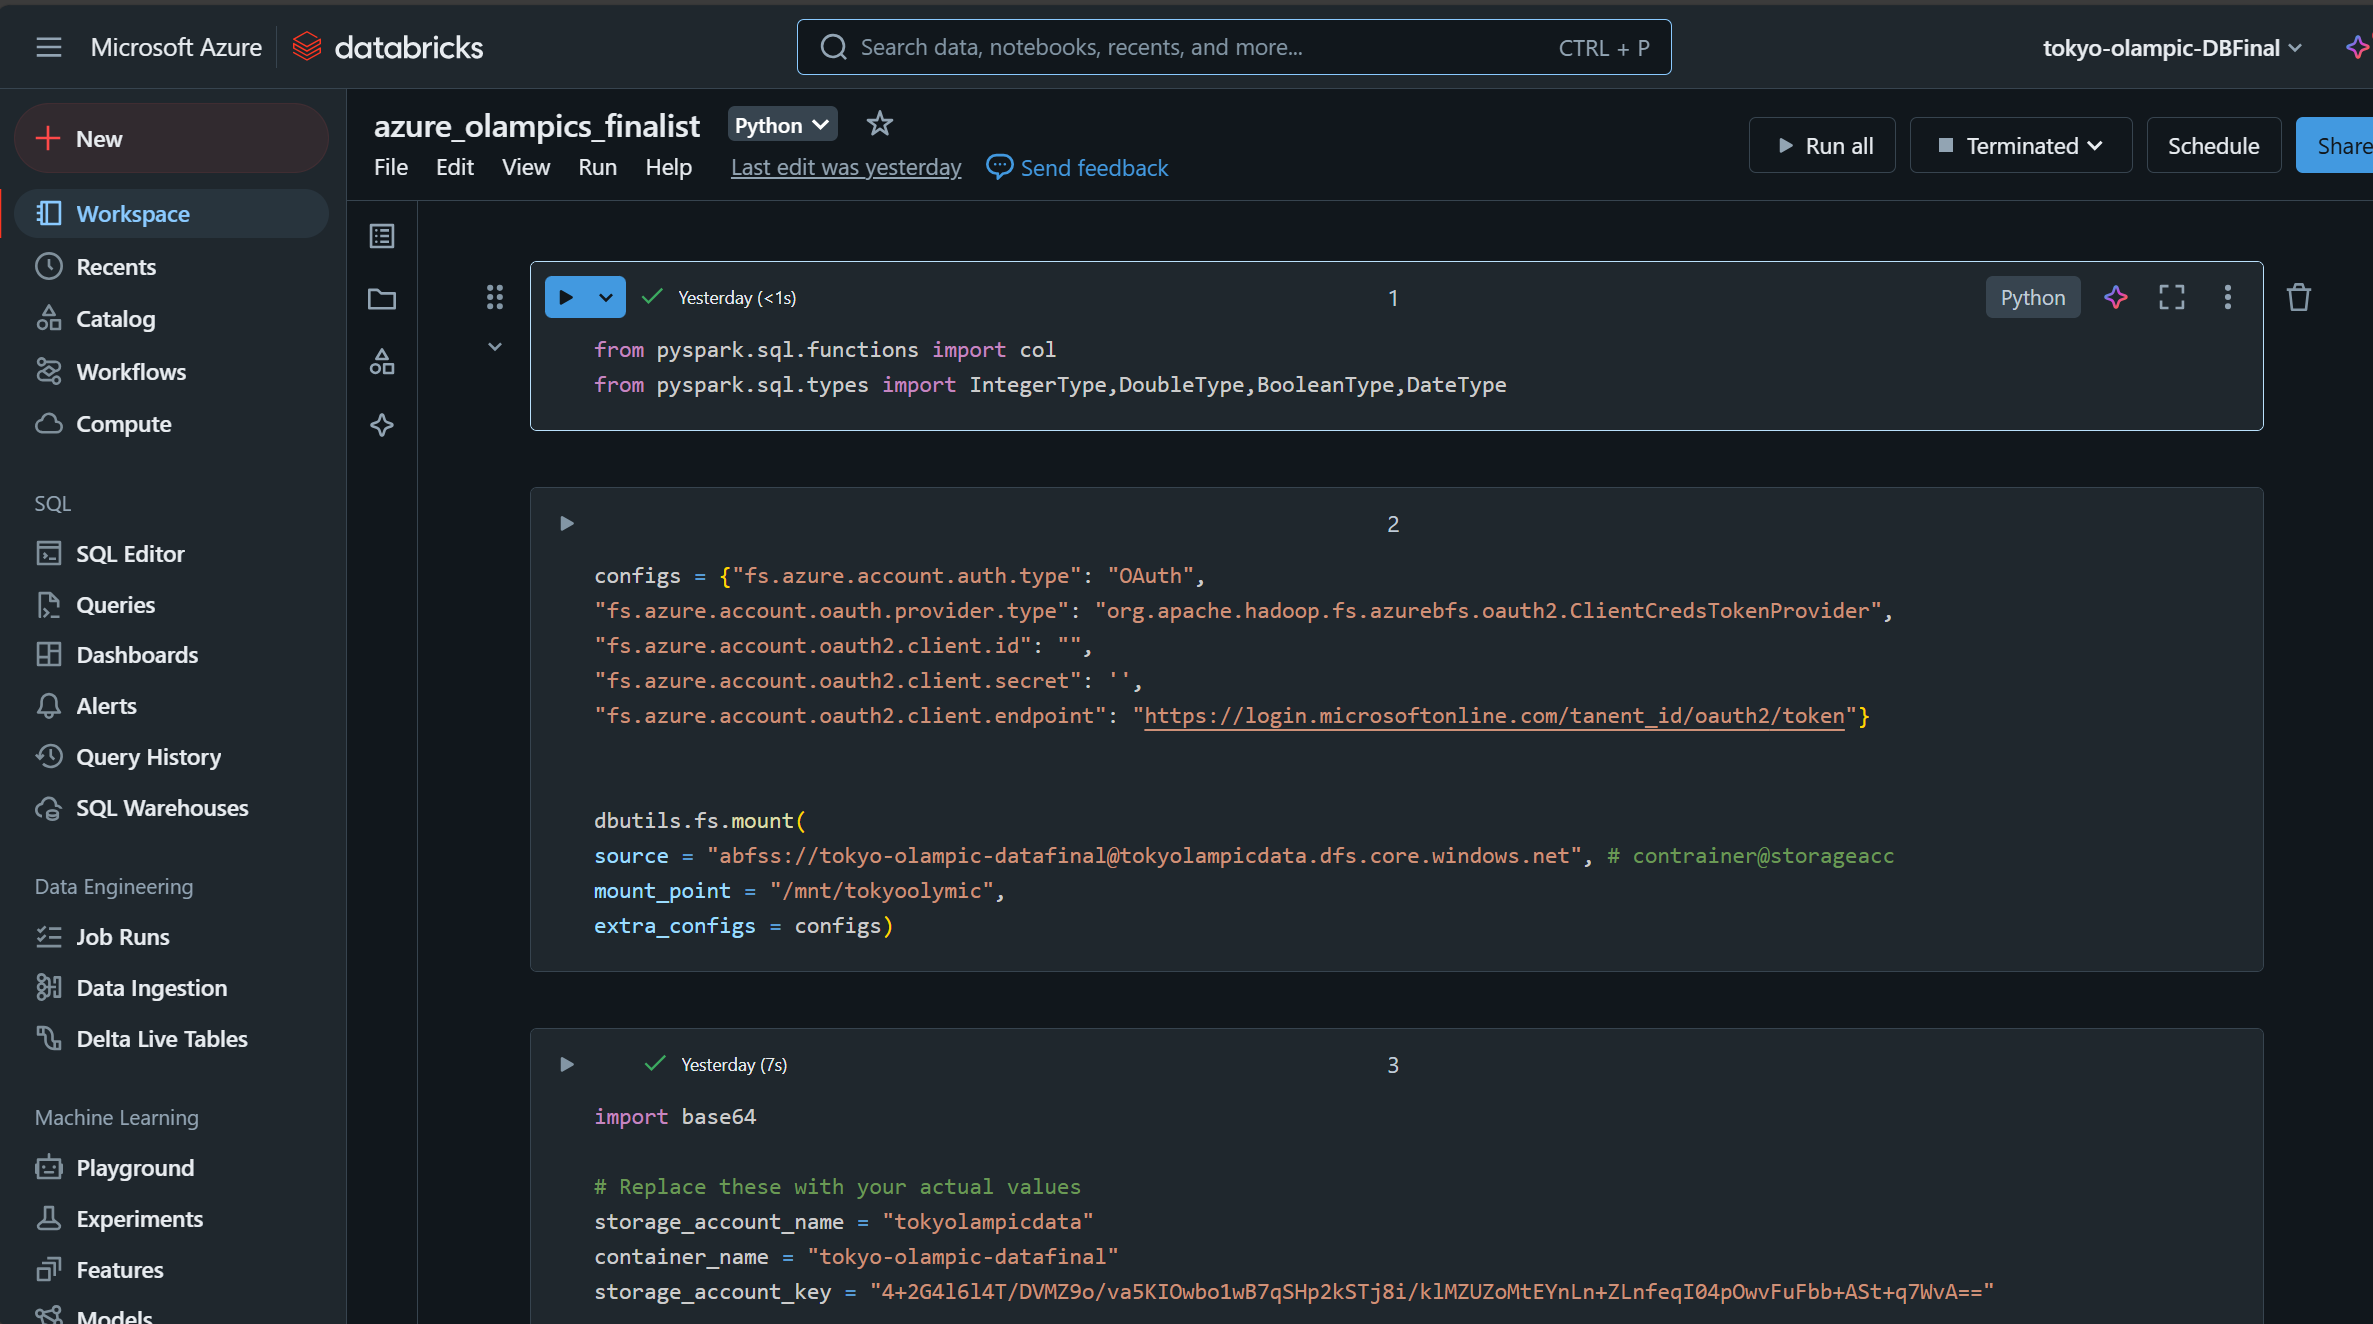 Microsoft Azure databricks
Search data, notebooks, recents, and more... CTRL + P
tokyo-olampic-DBFinal
New
Workspace
Recents
Catalog
Workflows
Compute
SQL
SQL Editor
Queries
Dashboards
Alerts
Query History
SQL Warehouses
Data Engineering
Job Runs
Data Ingestion
Delta Live Tables
Machine Learning
Playground
Experiments
Features
Models
azure_olampics_finalist Python
File Edit View Run Help Last edit was yesterday Send feedback
Run all Terminated Schedule Share
Yesterday (<1s) 1 Python
from pyspark.sql.functions import col
from pyspark.sql.types import IntegerType,DoubleType,BooleanType,DateType
2
configs = {"fs.azure.account.auth.type": "OAuth",
"fs.azure.account.oauth.provider.type": "org.apache.hadoop.fs.azurebfs.oauth2.ClientCredsTokenProvider",
"fs.azure.account.oauth2.client.id": "",
"fs.azure.account.oauth2.client.secret": '',
"fs.azure.account.oauth2.client.endpoint": "https://login.microsoftonline.com/tanent_id/oauth2/token"}
dbutils.fs.mount(
source = "abfss://tokyo-olampic-datafinal@tokyolampicdata.dfs.core.windows.net", # contrainer@storageacc
mount_point = "/mnt/tokyoolymic",
extra_configs = configs)
Yesterday (7s) 3
import base64
# Replace these with your actual values
storage_account_name = "tokyolampicdata"
container_name = "tokyo-olampic-datafinal"
storage_account_key = "4+2G4l6l4T/DVMZ9o/va5KIOwbo1wB7qSHp2kSTj8i/klMZUZoMtEYnLn+ZLnfeqI04pOwvFuFbb+ASt+q7WvA=="